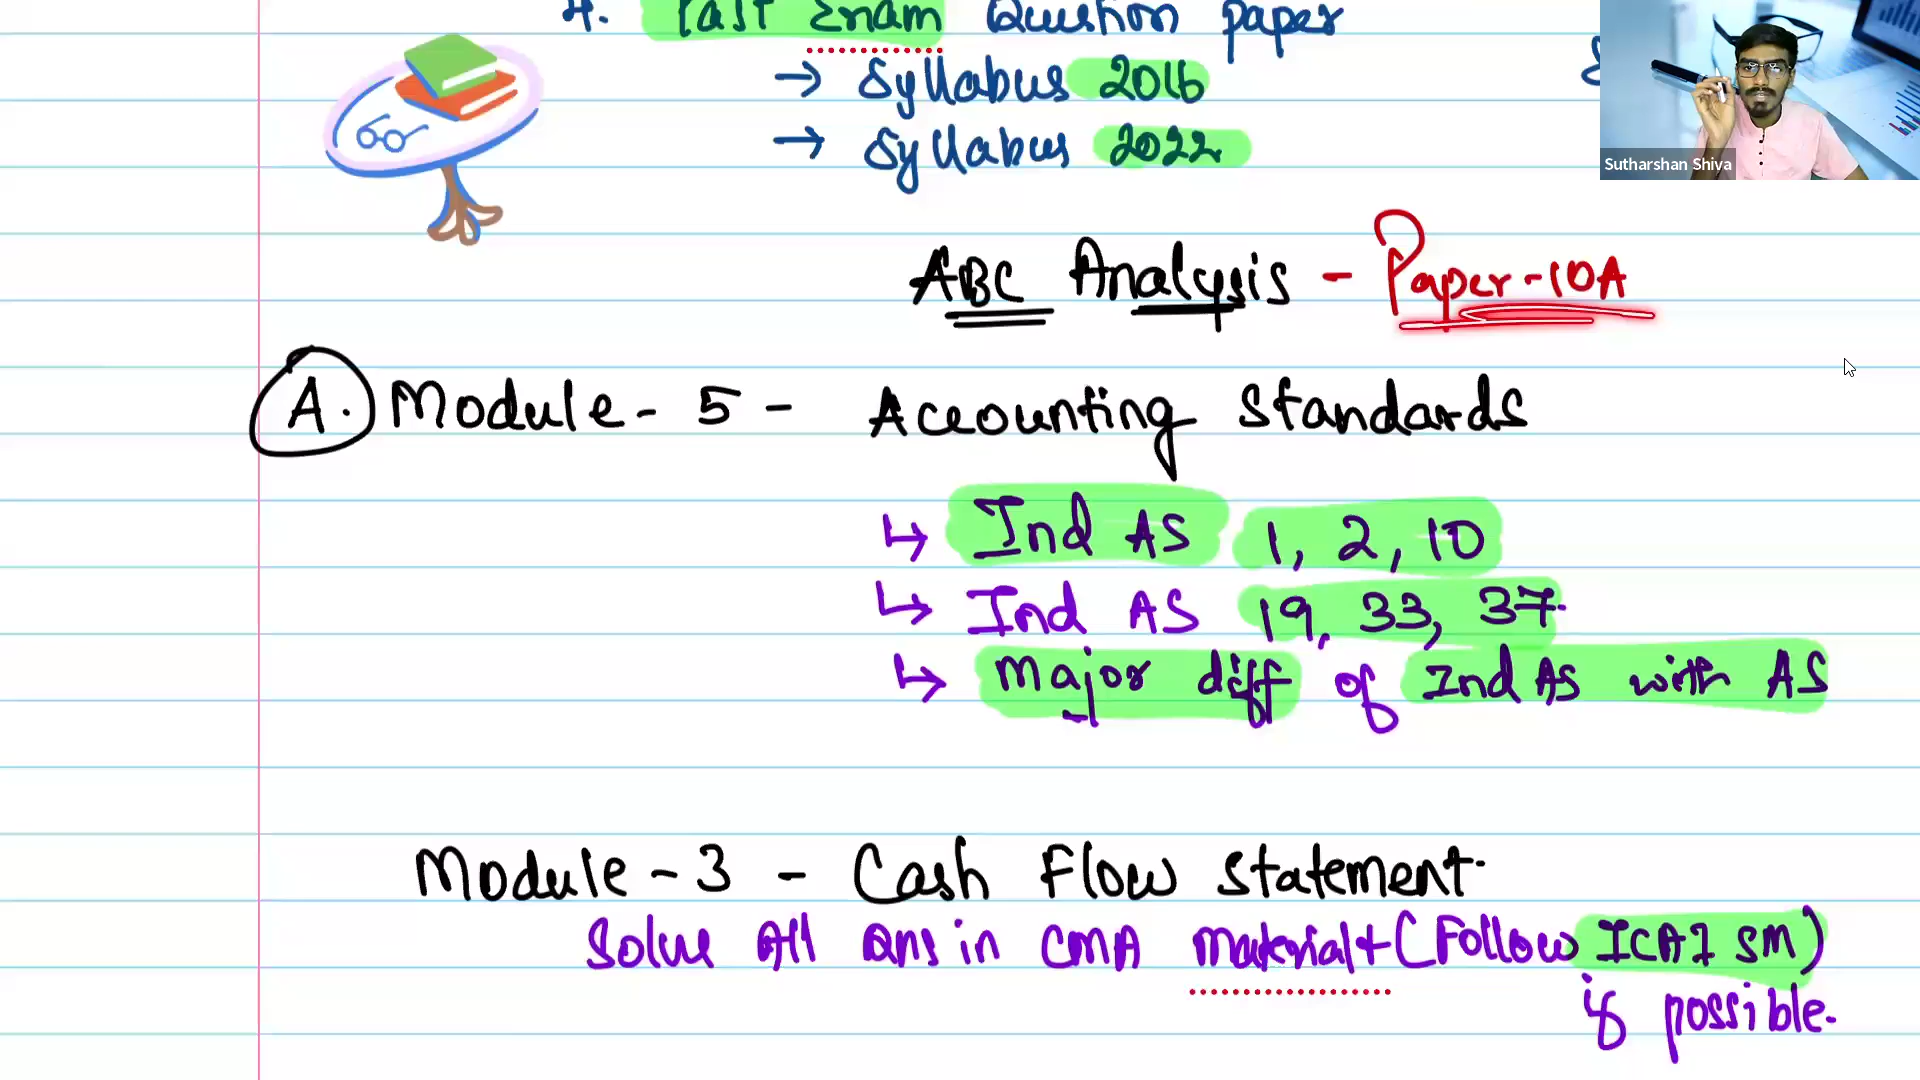 4. Past Exam Question paper
→ Syllabus 2016
→ Syllabus 2022
Sutharshan Shiva
ABC Analysis - Paper-10A
A. Module - 5 - Accounting Standards
↳ Ind AS 1, 2, 10
↳ Ind AS 19, 33, 37.
↳ Major diff of Ind AS with AS
Module - 3 - Cash Flow Statement.
Solve All Qns in CMA Material + (Follow ICAI SM)
if possible.